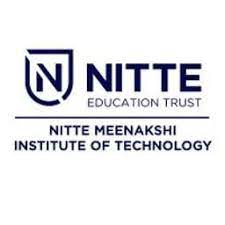 N NITTE
EDUCATION TRUST
NITTE MEENAKSHI
INSTITUTE OF TECHNOLOGY